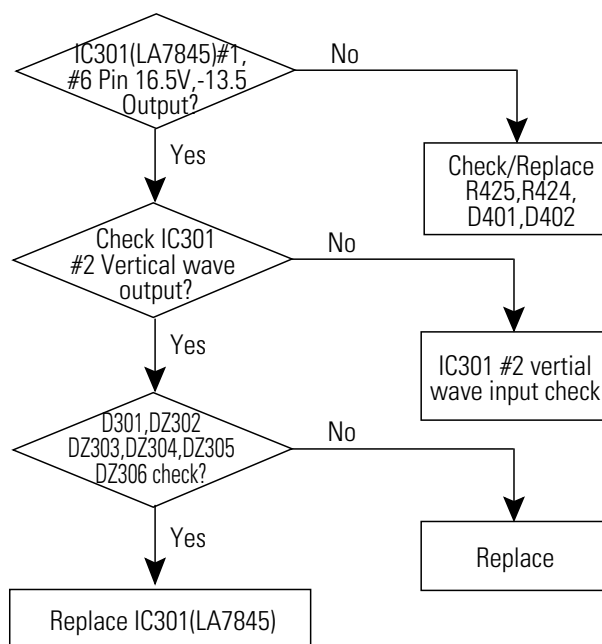 IC301(LA7845)#1,
#6 Pin 16.5V,-13.5
Output?
No
Yes
Check/Replace
R425,R424,
D401,D402
Check IC301
#2 Vertical wave
output?
No
Yes
IC301 #2 vertial
wave input check
D301,DZ302
DZ303,DZ304,DZ305
DZ306 check?
No
Yes
Replace
Replace IC301(LA7845)